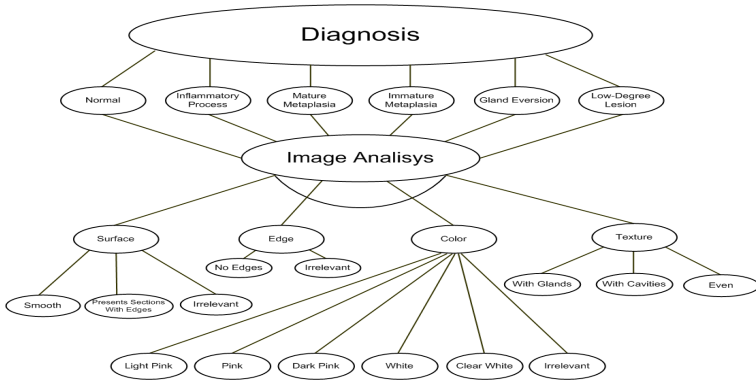 Diagnosis
Normal
Inflammatory
Process
Mature
Metaplasia
Immature
Metaplasia
Gland Eversion
Low-Degree
Lesion
Image Analisys
Surface
Edge
Color
Texture
No Edges
Irrelevant
Smooth
Presents Sections
With Edges
Irrelevant
With Glands
With Cavities
Even
Light Pink
Pink
Dark Pink
White
Clear White
Irrelevant